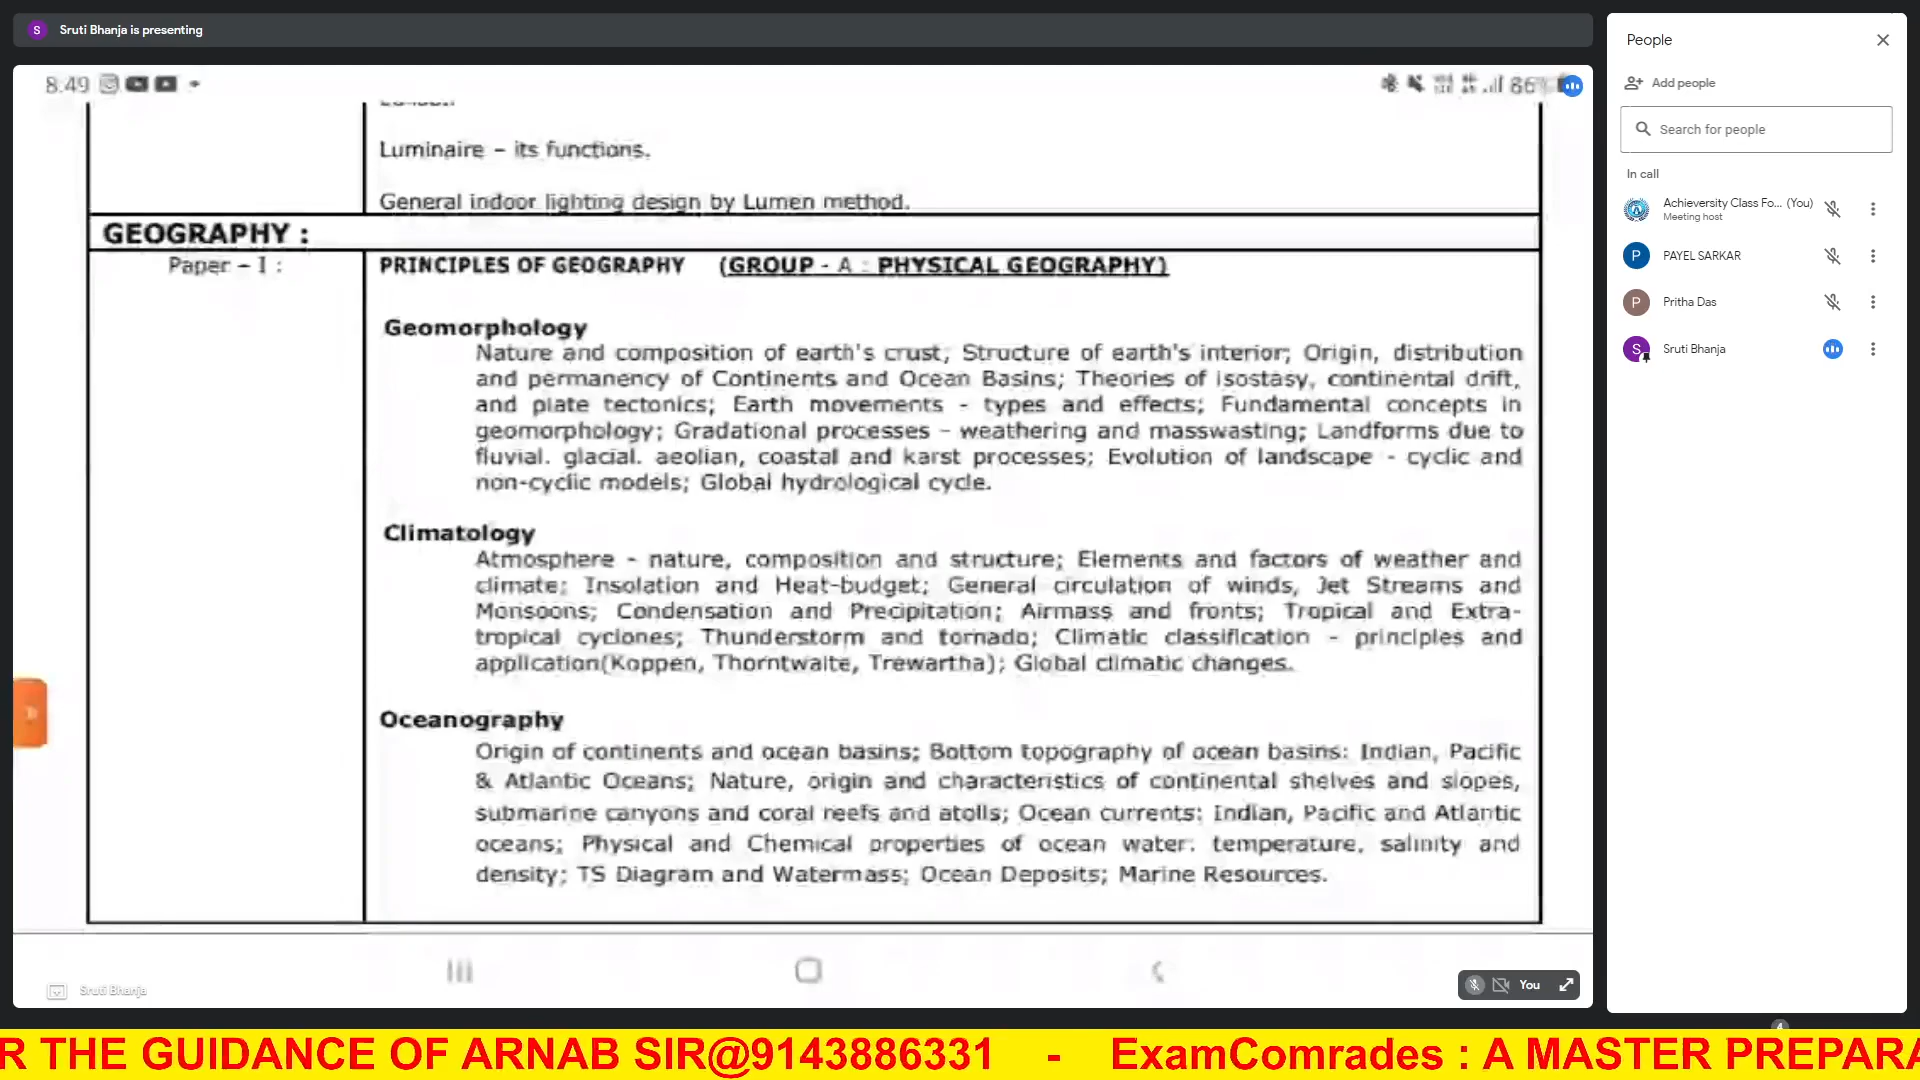 S Sruti Bhanja is presenting
8:49
86%
Luminaire – its functions.
General indoor lighting design by Lumen method.
GEOGRAPHY :
Paper – I :
PRINCIPLES OF GEOGRAPHY (GROUP - A : PHYSICAL GEOGRAPHY)
Geomorphology
Nature and composition of earth's crust; Structure of earth's interior; Origin, distribution
and permanency of Continents and Ocean Basins; Theories of isostasy, continental drift,
and plate tectonics; Earth movements - types and effects; Fundamental concepts in
geomorphology; Gradational processes – weathering and masswasting; Landforms due to
fluvial. glacial. aeolian, coastal and karst processes; Evolution of landscape - cyclic and
non-cyclic models; Global hydrological cycle.
Climatology
Atmosphere - nature, composition and structure; Elements and factors of weather and
climate; Insolation and Heat-budget; General circulation of winds, Jet Streams and
Monsoons; Condensation and Precipitation; Airmass and fronts; Tropical and Extra-
tropical cyclones; Thunderstorm and tornado; Climatic classification - principles and
application(Koppen, Thorntwaite, Trewartha); Global climatic changes.
Oceanography
Origin of continents and ocean basins; Bottom topography of ocean basins: Indian, Pacific
& Atlantic Oceans; Nature, origin and characteristics of continental shelves and slopes,
submarine canyons and coral reefs and atolls; Ocean currents: Indian, Pacific and Atlantic
oceans; Physical and Chemical properties of ocean water: temperature, salinity and
density; TS Diagram and Watermass; Ocean Deposits; Marine Resources.
Sruti Bhanja
You
People
Add people
Search for people
In call
Achieversity Class Fo... (You)
Meeting host
P PAYEL SARKAR
P Pritha Das
S Sruti Bhanja
4
R THE GUIDANCE OF ARNAB SIR@9143886331 - ExamComrades : A MASTER PREPARA